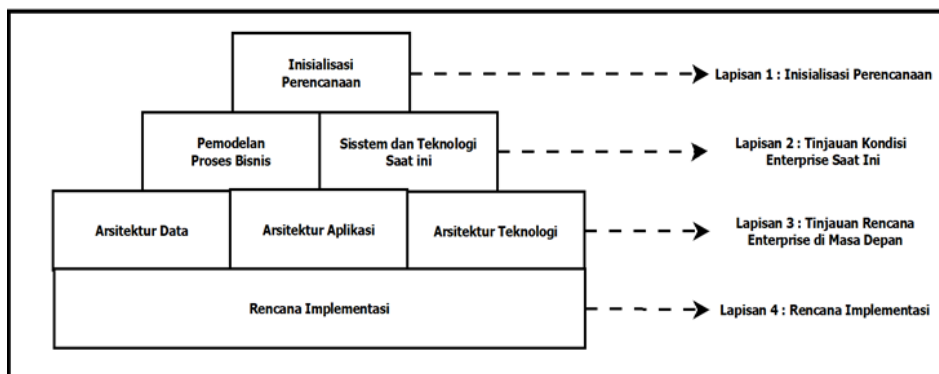 Inisialisasi
Perencanaan
Lapisan 1 : Inisialisasi Perencanaan
Pemodelan
Proses Bisnis
Sisstem dan Teknologi
Saat ini
Lapisan 2 : Tinjauan Kondisi
Enterprise Saat Ini
Arsitektur Data
Arsitektur Aplikasi
Arsitektur Teknologi
Lapisan 3 : Tinjauan Rencana
Enterprise di Masa Depan
Rencana Implementasi
Lapisan 4 : Rencana Implementasi